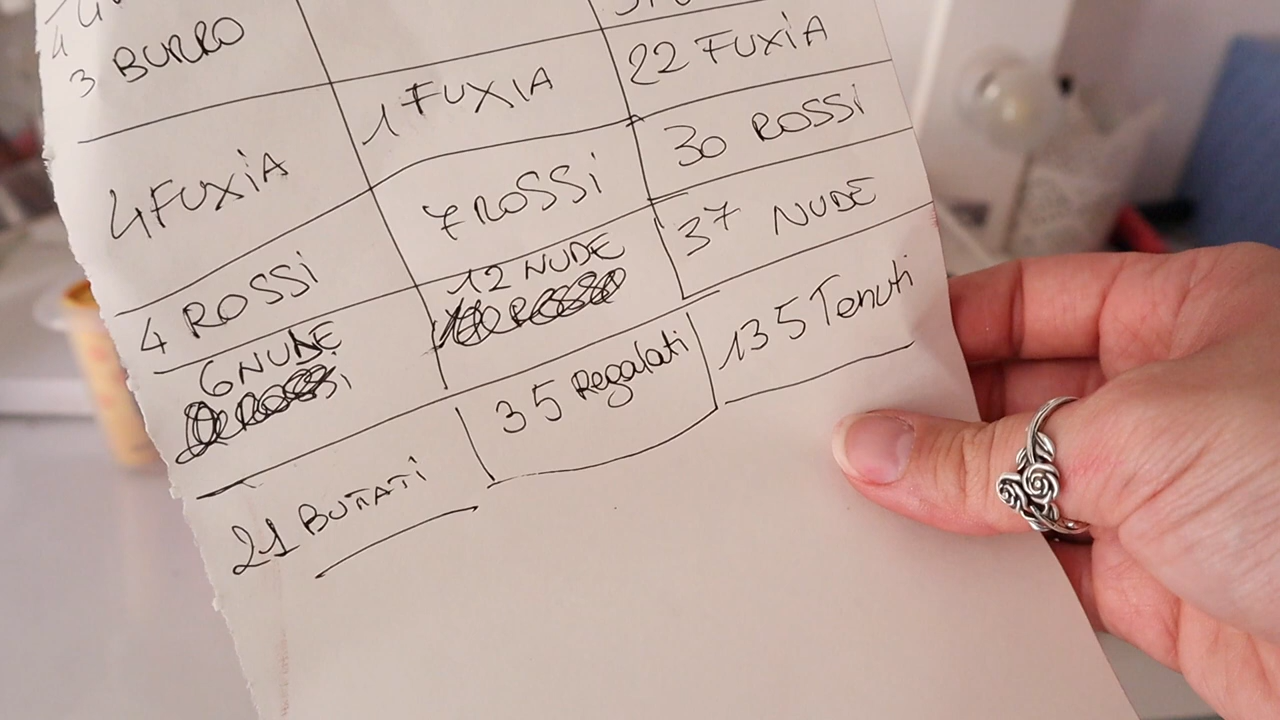 3 BURRO
1 FUXiA
22 FUXiA
4 FUXiA
7 ROSSi
30 ROSSi
4 ROSSi
12 NUDE
37 NUDE
6 NUDE
21 BUTTATi
35 Regalati
135 Tenuti